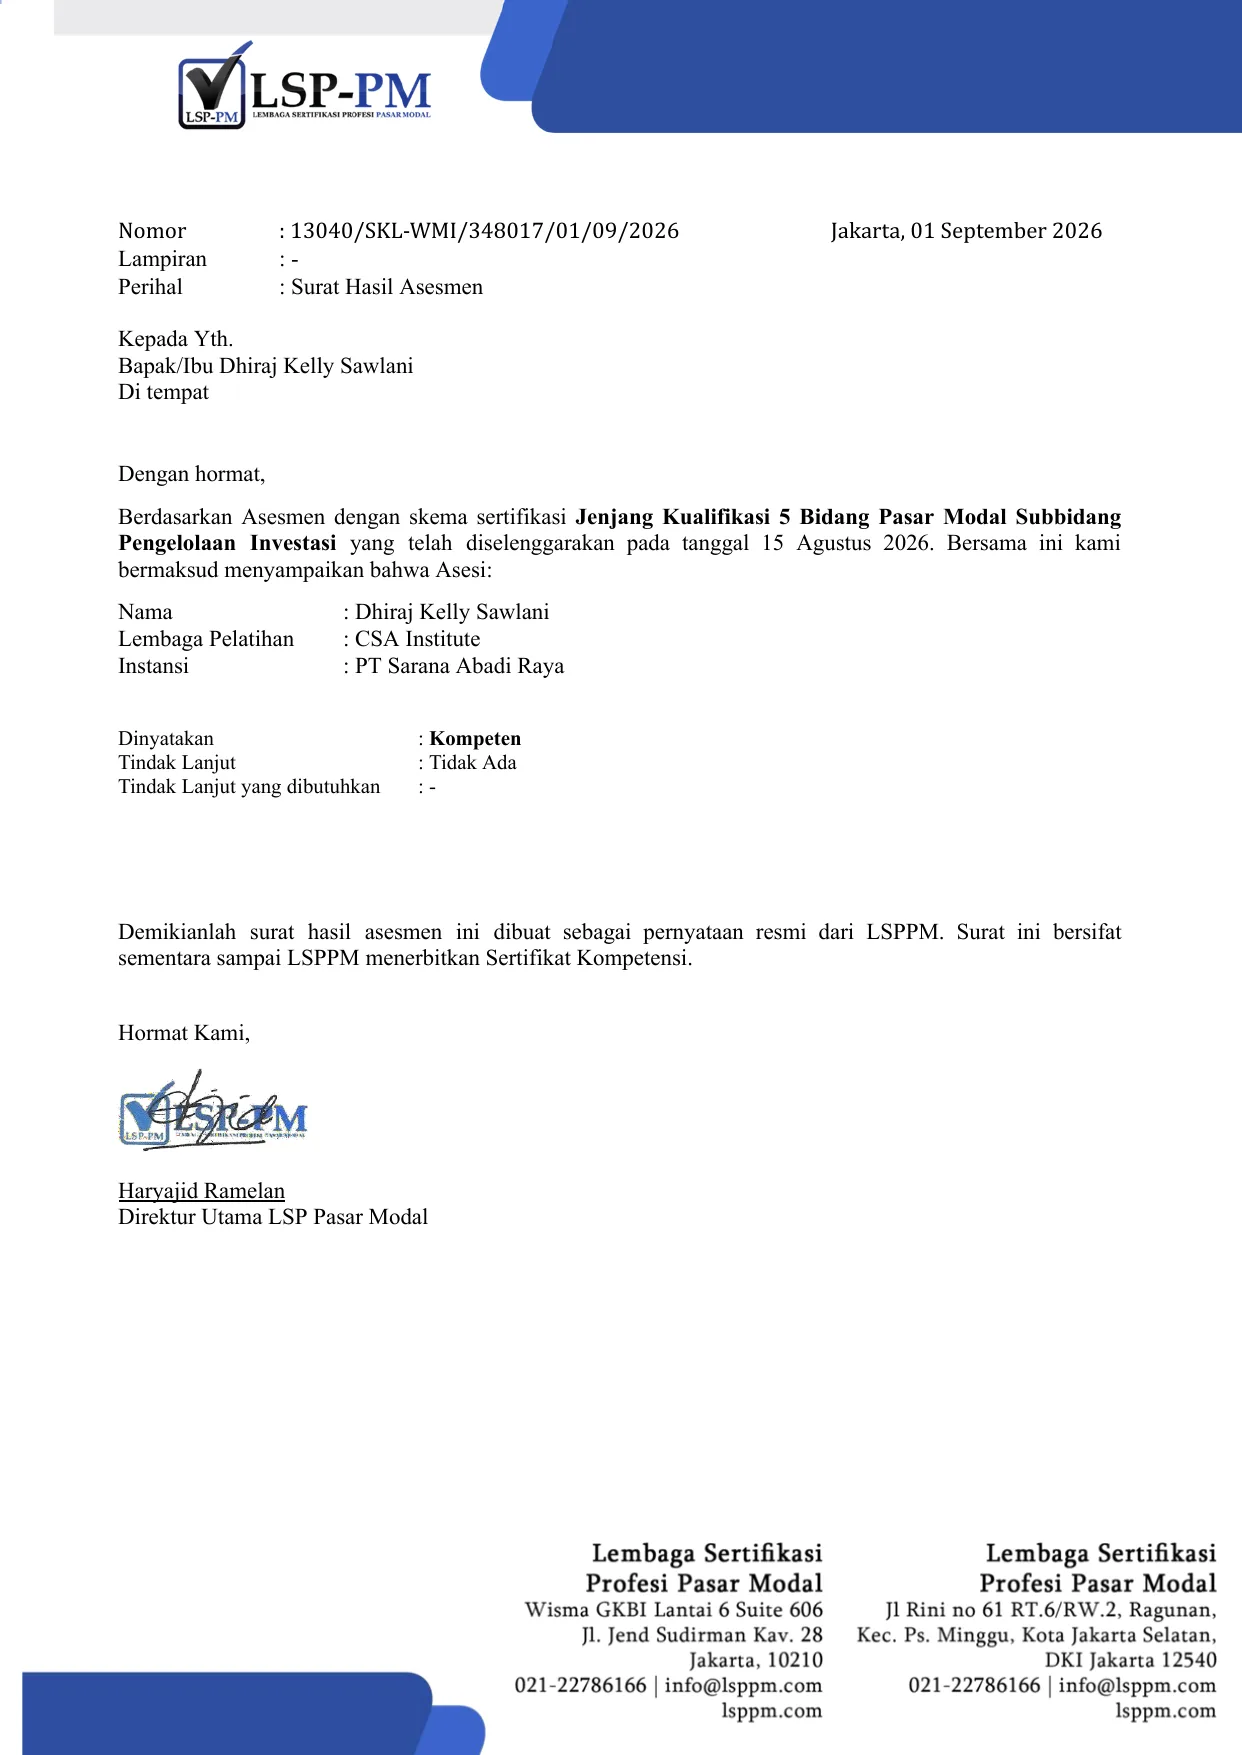 LSP-PM
LSP-PM
LEMBAGA SERTIFIKASI PROFESI PASAR MODAL
Nomor : 13040/SKL-WMI/348017/01/09/2026 Jakarta, 01 September 2026
Lampiran : -
Perihal : Surat Hasil Asesmen
Kepada Yth.
Bapak/Ibu Dhiraj Kelly Sawlani
Di tempat
Dengan hormat,
Berdasarkan Asesmen dengan skema sertifikasi Jenjang Kualifikasi 5 Bidang Pasar Modal Subbidang
Pengelolaan Investasi yang telah diselenggarakan pada tanggal 15 Agustus 2026. Bersama ini kami
bermaksud menyampaikan bahwa Asesi:
Nama : Dhiraj Kelly Sawlani
Lembaga Pelatihan : CSA Institute
Instansi : PT Sarana Abadi Raya
Dinyatakan : Kompeten
Tindak Lanjut : Tidak Ada
Tindak Lanjut yang dibutuhkan : -
Demikianlah surat hasil asesmen ini dibuat sebagai pernyataan resmi dari LSPPM. Surat ini bersifat
sementara sampai LSPPM menerbitkan Sertifikat Kompetensi.
Hormat Kami,
LSP-PM
LSP-PM
LEMBAGA SERTIFIKASI PROFESI PASAR MODAL
Haryajid Ramelan
Direktur Utama LSP Pasar Modal
Lembaga Sertifikasi
Profesi Pasar Modal
Wisma GKBI Lantai 6 Suite 606
Jl. Jend Sudirman Kav. 28
Jakarta, 10210
021-22786166 | info@lsppm.com
lsppm.com
Lembaga Sertifikasi
Profesi Pasar Modal
Jl Rini no 61 RT.6/RW.2, Ragunan,
Kec. Ps. Minggu, Kota Jakarta Selatan,
DKI Jakarta 12540
021-22786166 | info@lsppm.com
lsppm.com